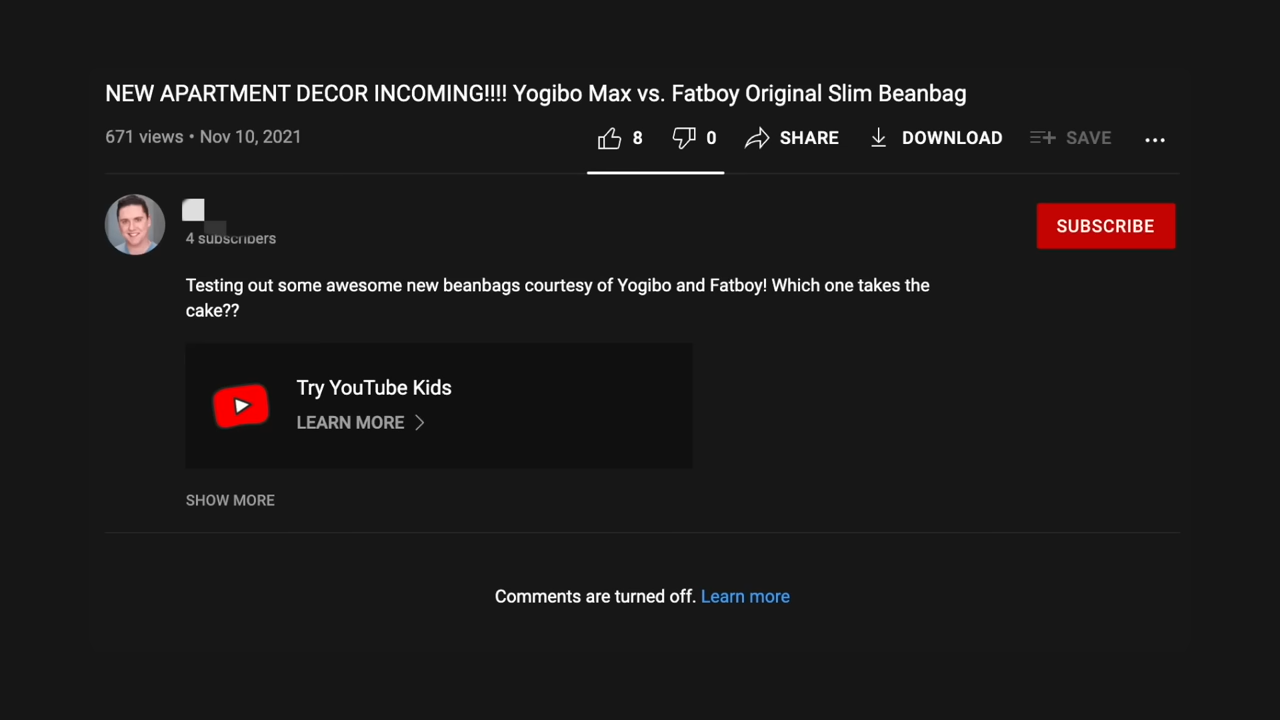 NEW APARTMENT DECOR INCOMING!!!! Yogibo Max vs. Fatboy Original Slim Beanbag
671 views • Nov 10, 2021
8
0
SHARE
DOWNLOAD
SAVE
4 subscribers
SUBSCRIBE
Testing out some awesome new beanbags courtesy of Yogibo and Fatboy! Which one takes the
cake??
Try YouTube Kids
LEARN MORE
SHOW MORE
Comments are turned off. Learn more